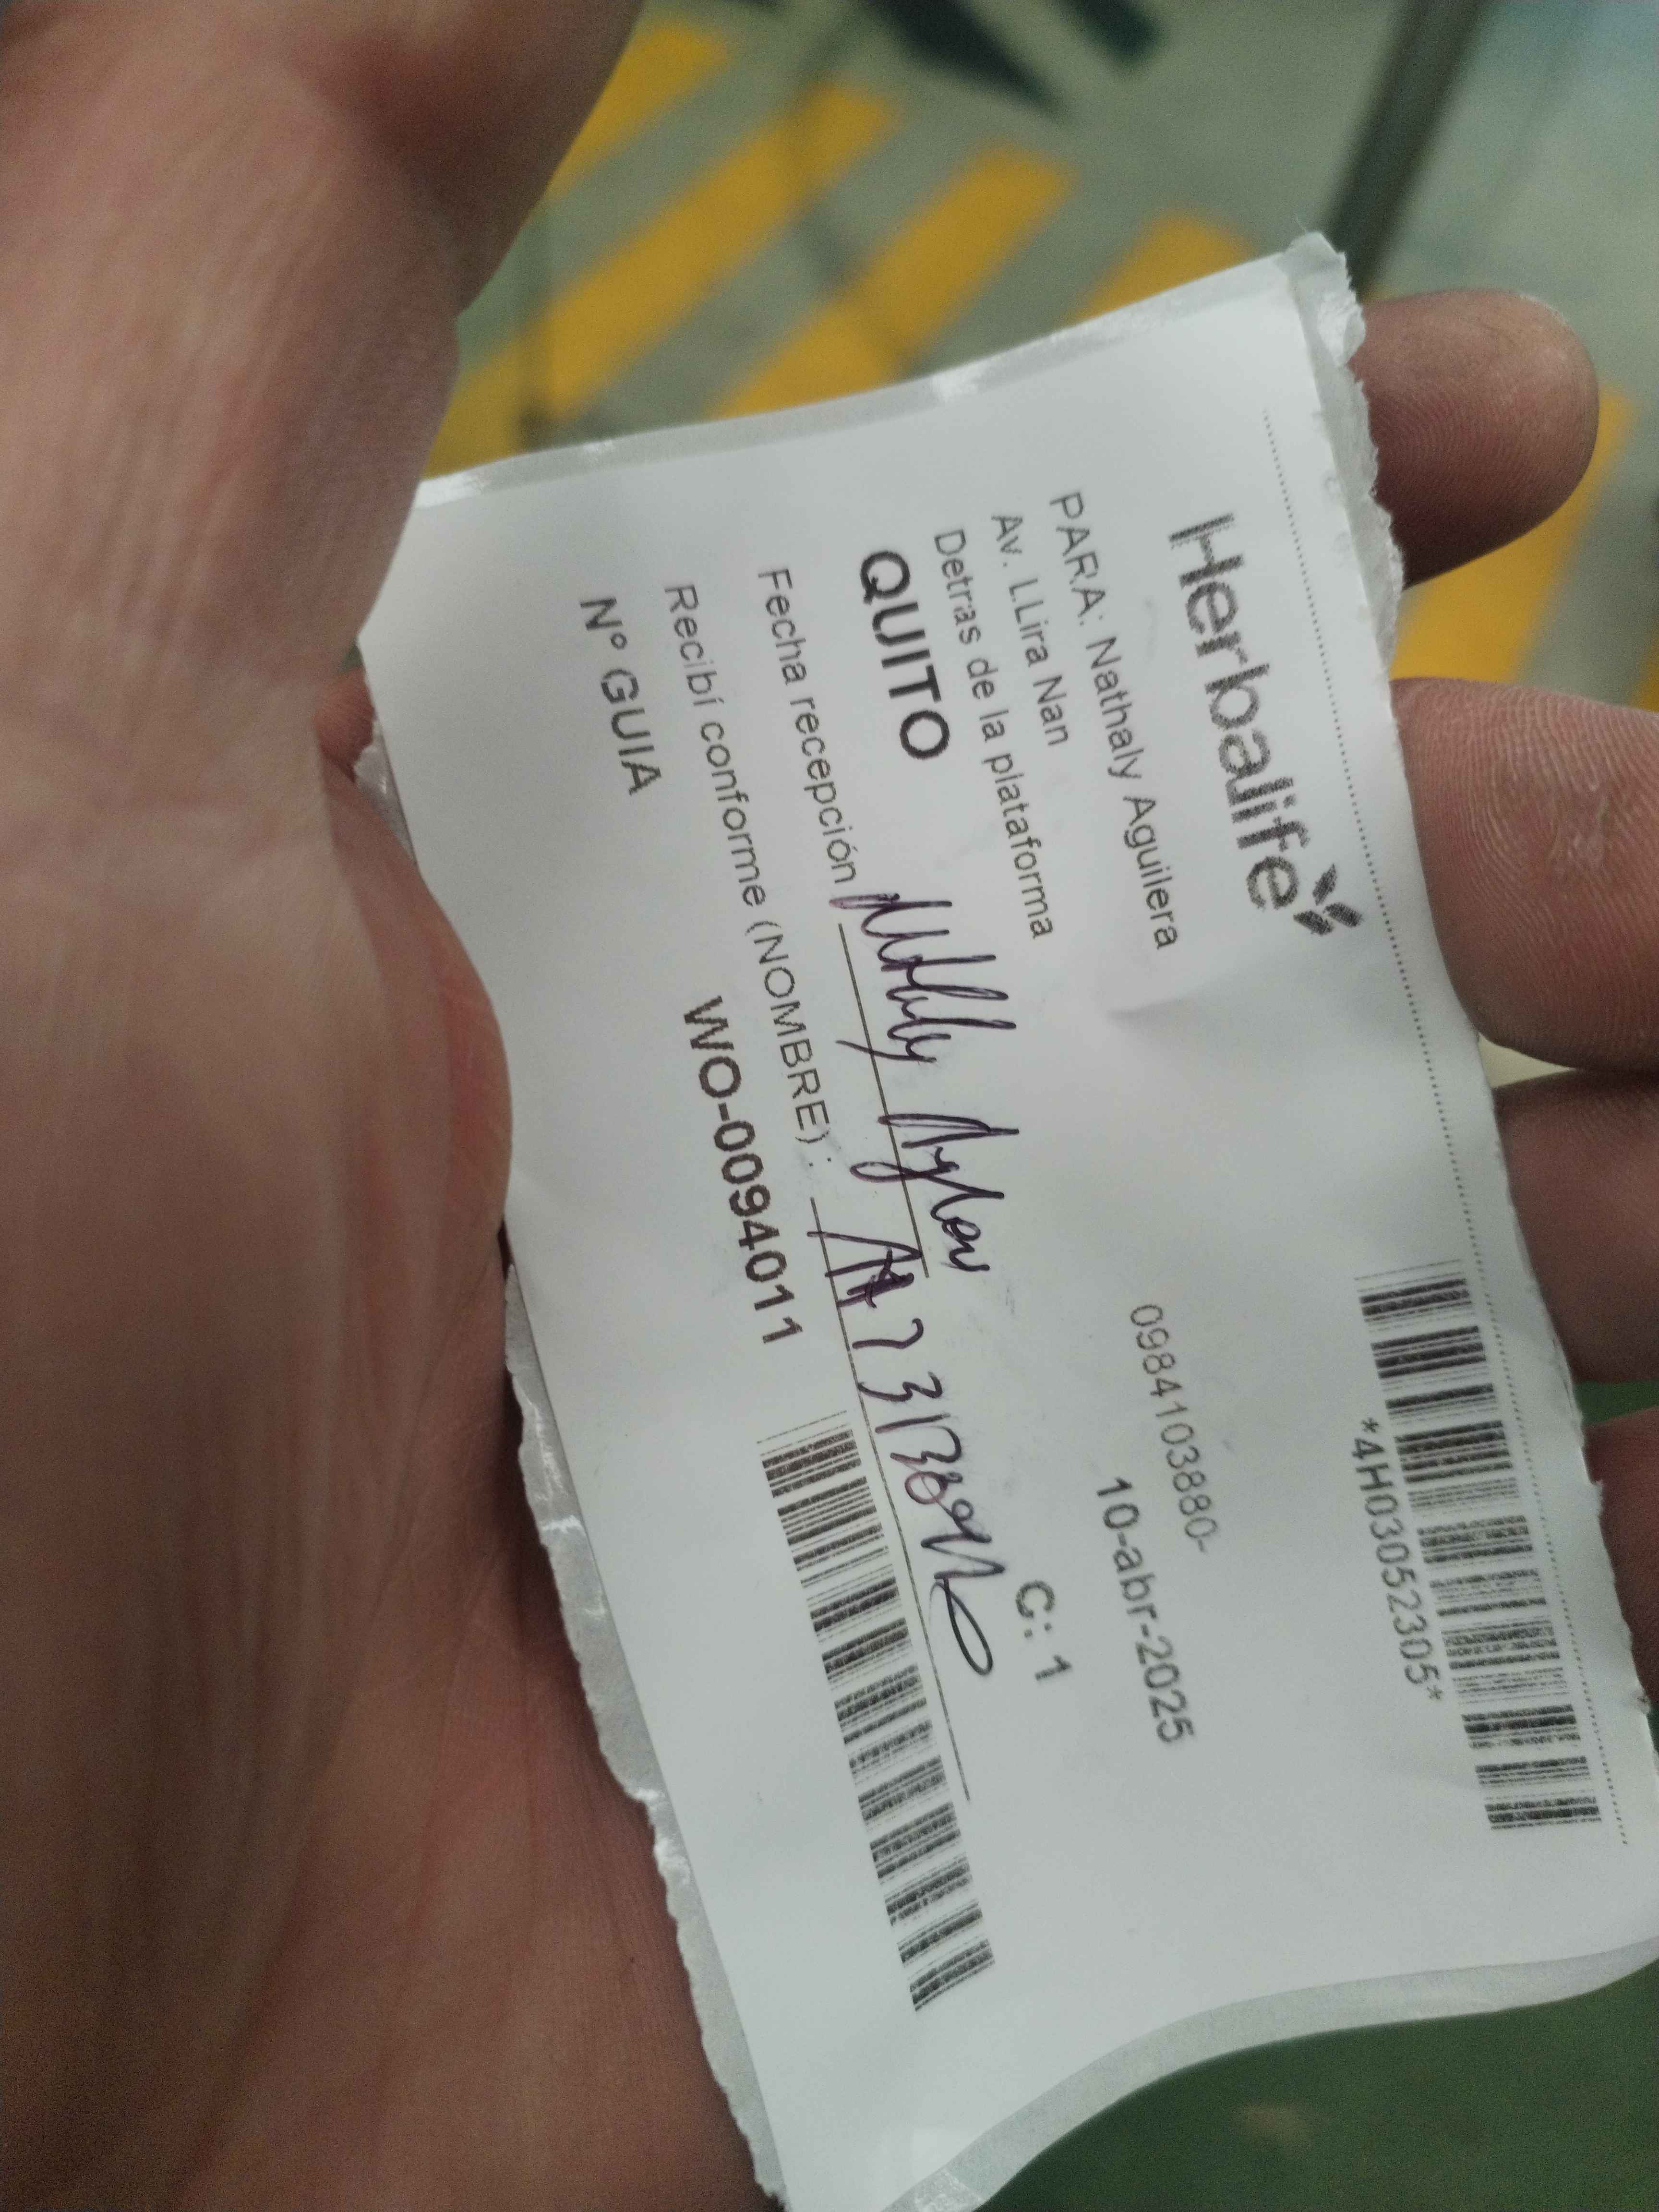 Herbalife
*4H03052305*
PARA: Nathaly Aguilera
0984103880-
Av. LLira Nan
10-abr-2025
Detras de la plataforma
QUITO
C: 1
Fecha recepción
Recibí conforme (NOMBRE):
Nº GUIA
WO-0094011